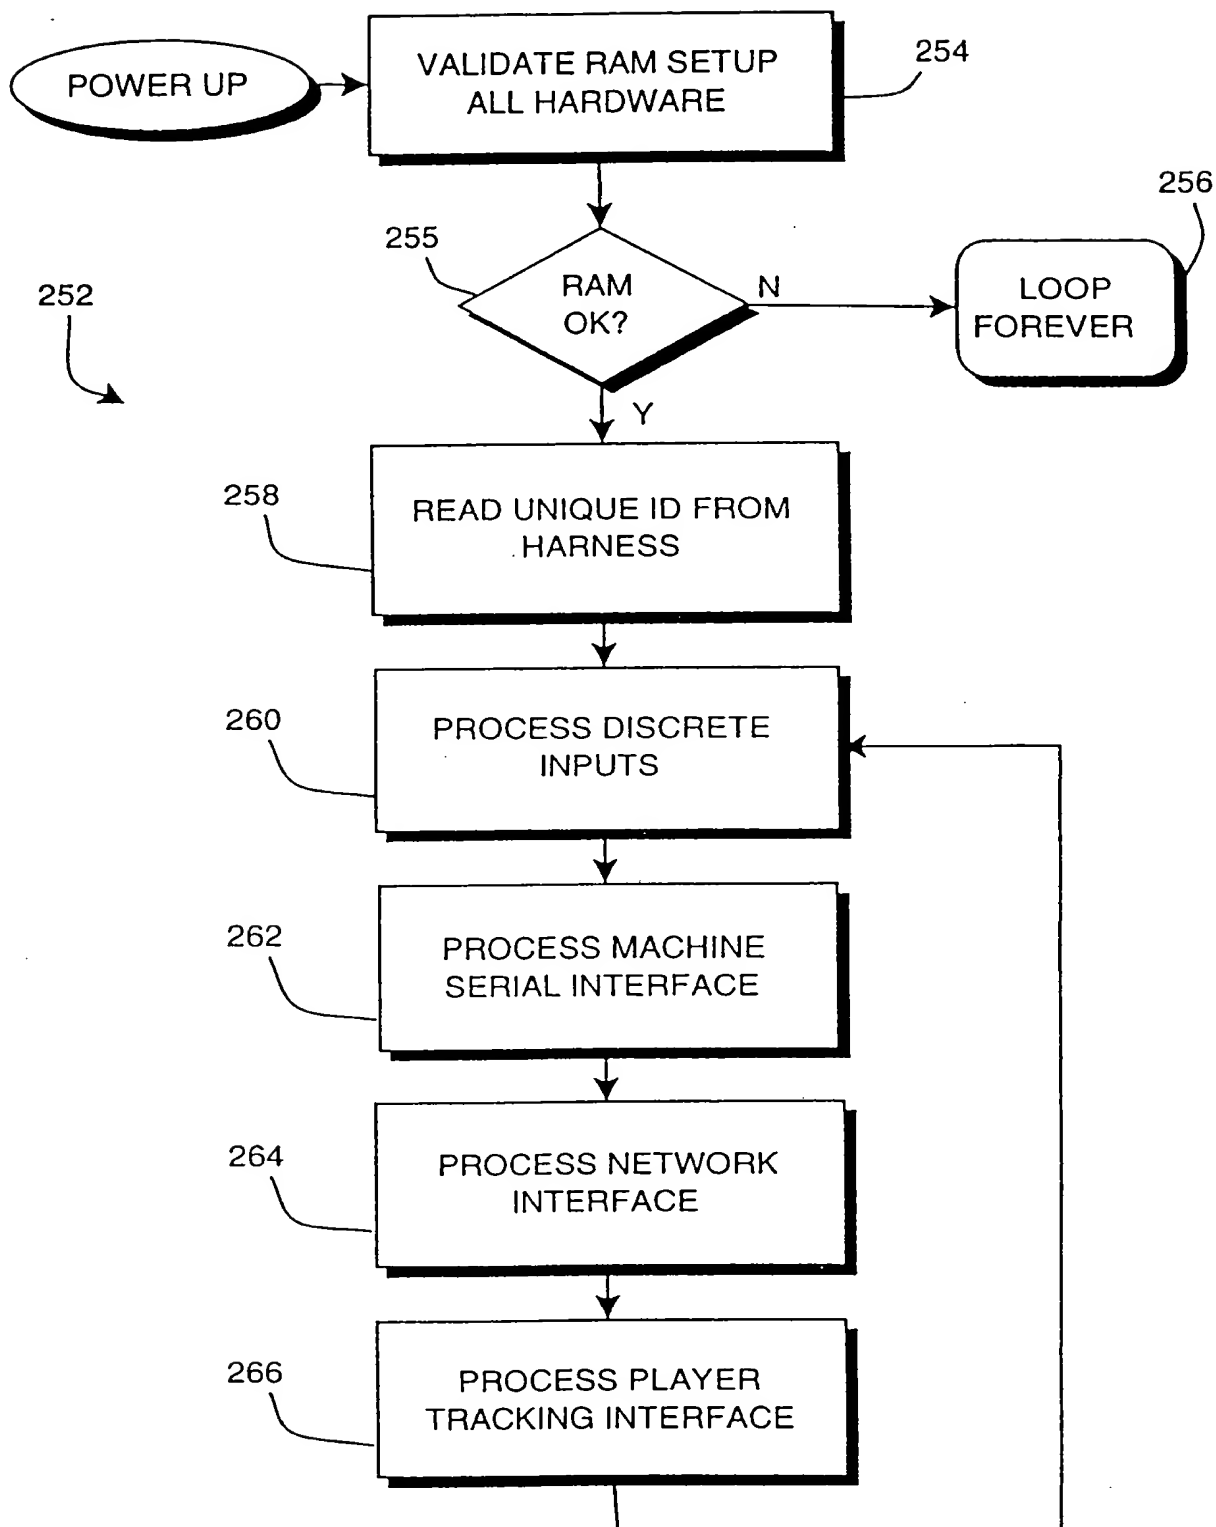 POWER UP
VALIDATE RAM SETUP
ALL HARDWARE
254
256
255
RAM
OK?
N
LOOP
FOREVER
252
Y
258
READ UNIQUE ID FROM
HARNESS
260
PROCESS DISCRETE
INPUTS
262
PROCESS MACHINE
SERIAL INTERFACE
264
PROCESS NETWORK
INTERFACE
266
PROCESS PLAYER
TRACKING INTERFACE